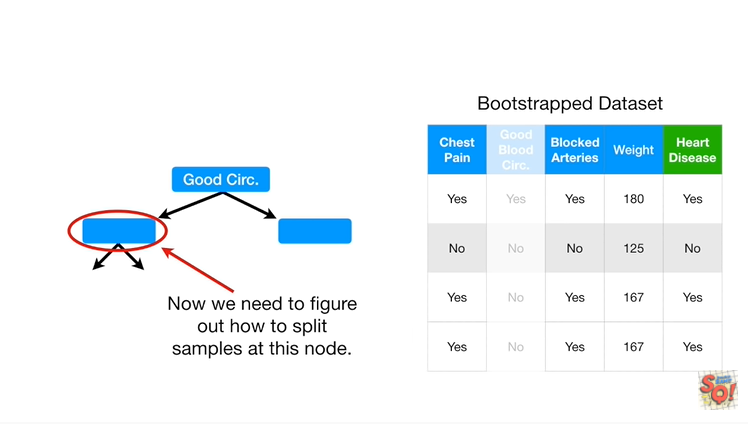 Bootstrapped Dataset
Good Circ.
Now we need to figure
out how to split
samples at this node.
Chest Pain Good Blood Circ. Blocked Arteries Weight Heart Disease
Yes Yes Yes 180 Yes
No No No 125 No
Yes No Yes 167 Yes
Yes No Yes 167 Yes
SQ!